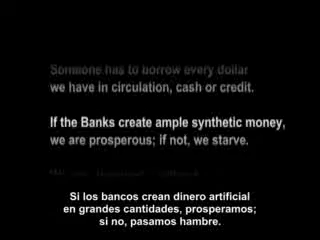 Someone has to borrow every dollar
we have in circulation, cash or credit.
If the Banks create ample synthetic money,
we are prosperous; if not, we starve.
Si los bancos crean dinero artificial
en grandes cantidades, prosperamos;
si no, pasamos hambre.